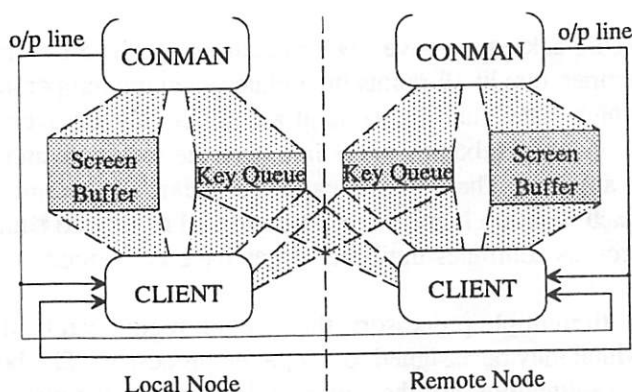 o/p line
o/p line
CONMAN
CONMAN
Screen
Buffer
Key Queue
Key Queue
Screen
Buffer
CLIENT
CLIENT
Local Node
Remote Node